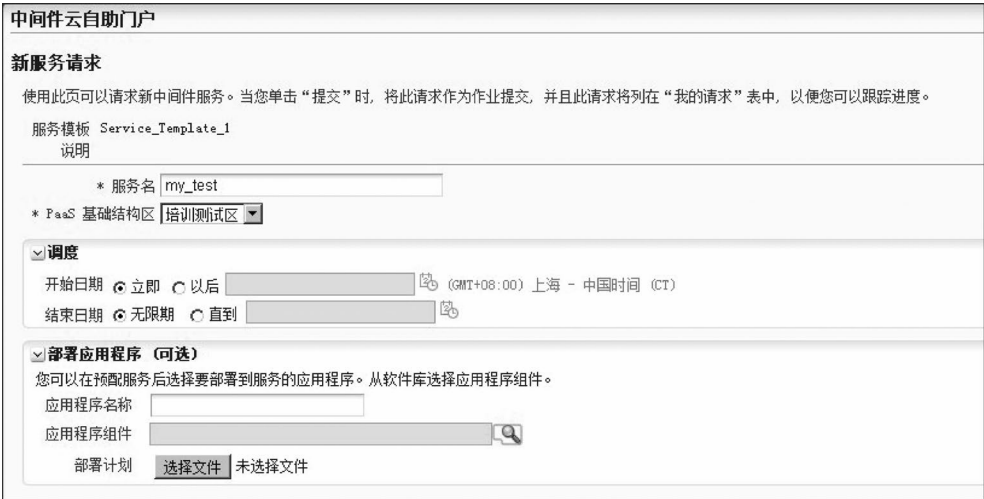 中间件云自助门户
新服务请求
使用此页可以请求新中间件服务。当您单击“提交”时，将此请求作为作业提交，并且此请求将列在“我的请求”表中，以便您可以跟踪进度。
服务模板 Service_Template_1
说明
* 服务名 my_test
* PaaS 基础结构区 培训测试区
调度
开始日期 立即 以后 (GMT+08:00) 上海 - 中国时间 (CT)
结束日期 无限期 直到
部署应用程序 (可选)
您可以在预配服务后选择要部署到服务的应用程序。从软件库选择应用程序组件。
应用程序名称
应用程序组件
部署计划 选择文件 未选择文件